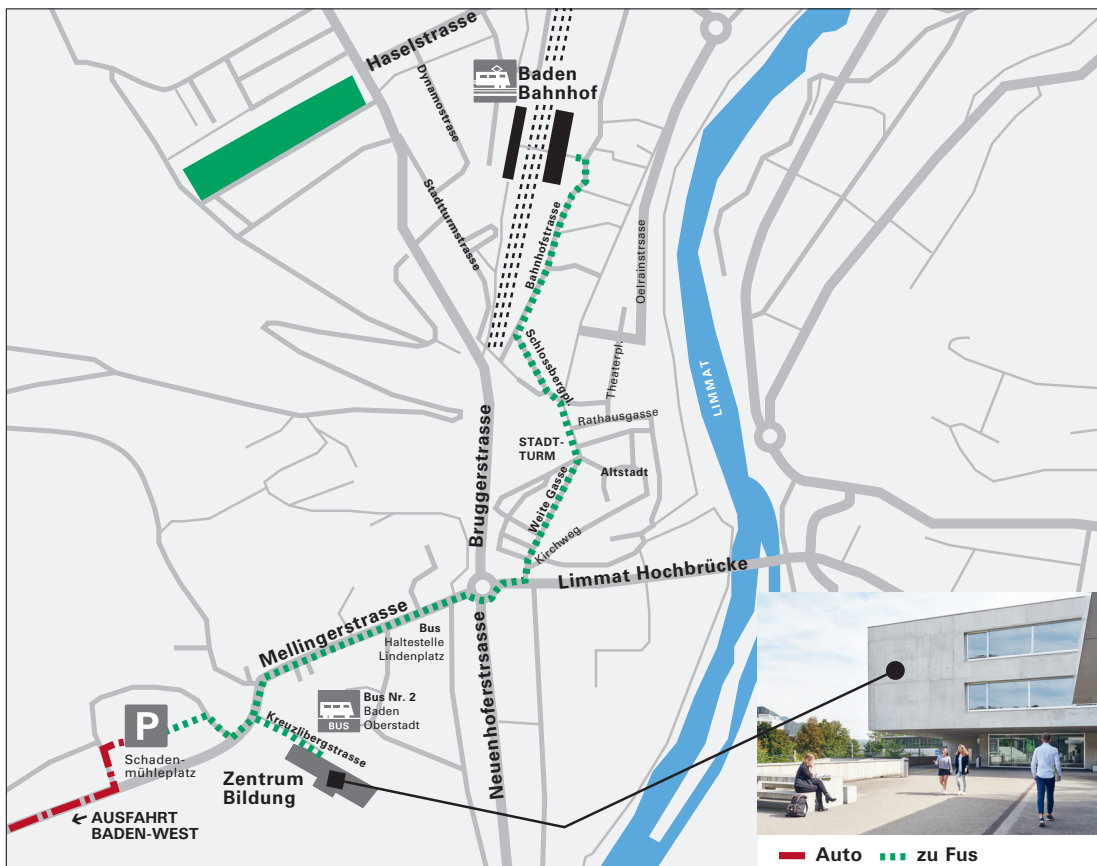 Haselstrasse
Dynamostrase
Baden
Bahnhof
Stadtturmstrasse
Bahnhofstrasse
Oelrainstrsase
Schlossbergpl.
Theaterpl.
Rathausgasse
LIMMAT
STADT-
TURM
Altstadt
Bruggerstrasse
Weite Gasse
Kirchweg
Limmat Hochbrücke
Mellingerstrasse
Bus
Haltestelle
Lindenplatz
Neuenhoferstrsasse
P
Schaden-
mühleplatz
Kreuzlibergstrasse
BUS
Bus Nr. 2
Baden
Oberstadt
Zentrum
Bildung
AUSFAHRT
BADEN-WEST
Auto
zu Fus